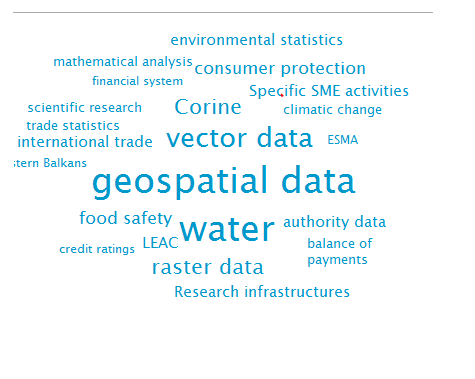 environmental statistics
mathematical analysis
consumer protection
financial system
Specific SME activities
scientific research
Corine
climatic change
trade statistics
international trade
vector data
ESMA
stern Balkans
geospatial data
food safety
water
authority data
credit ratings
LEAC
balance of
payments
raster data
Research infrastructures